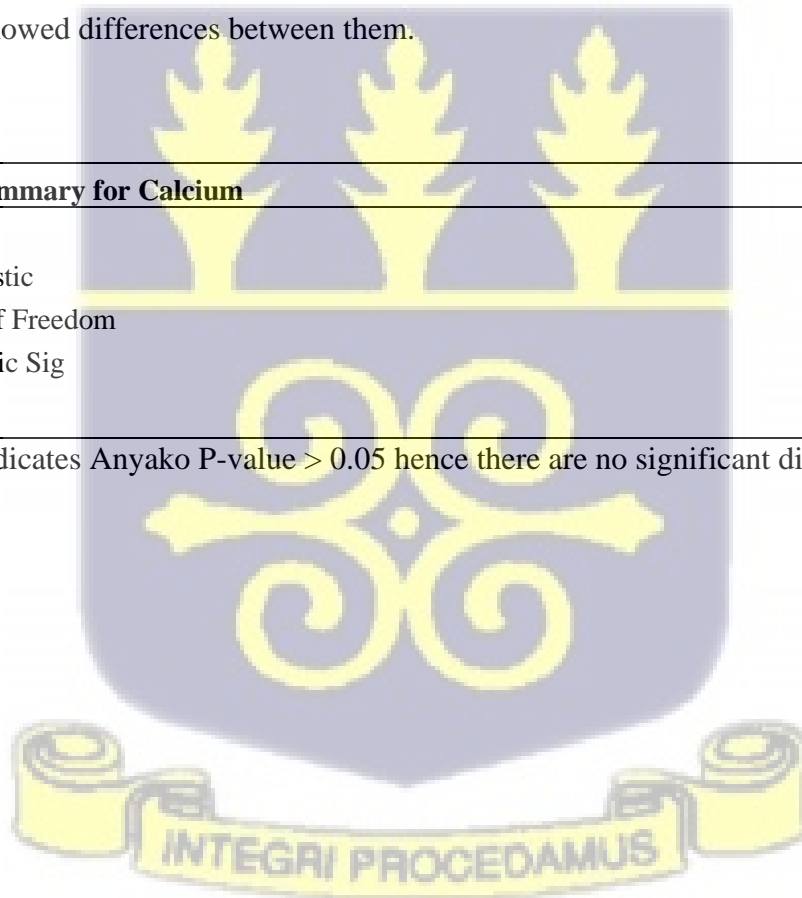 owed differences between them.
mmary for Calcium
stic
f Freedom
ic Sig
dicates Anyako P-value > 0.05 hence there are no significant di
INTEGRI PROCEDAMUS